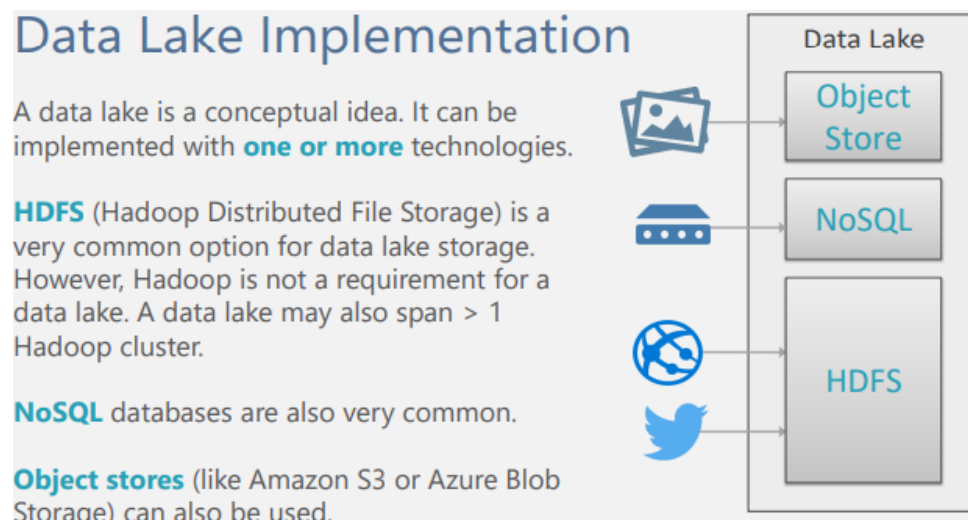 Data Lake Implementation
A data lake is a conceptual idea. It can be
implemented with one or more technologies.
HDFS (Hadoop Distributed File Storage) is a
very common option for data lake storage.
However, Hadoop is not a requirement for a
data lake. A data lake may also span > 1
Hadoop cluster.
NoSQL databases are also very common.
Object stores (like Amazon S3 or Azure Blob
Storage) can also be used.
Data Lake
Object
Store
NoSQL
HDFS